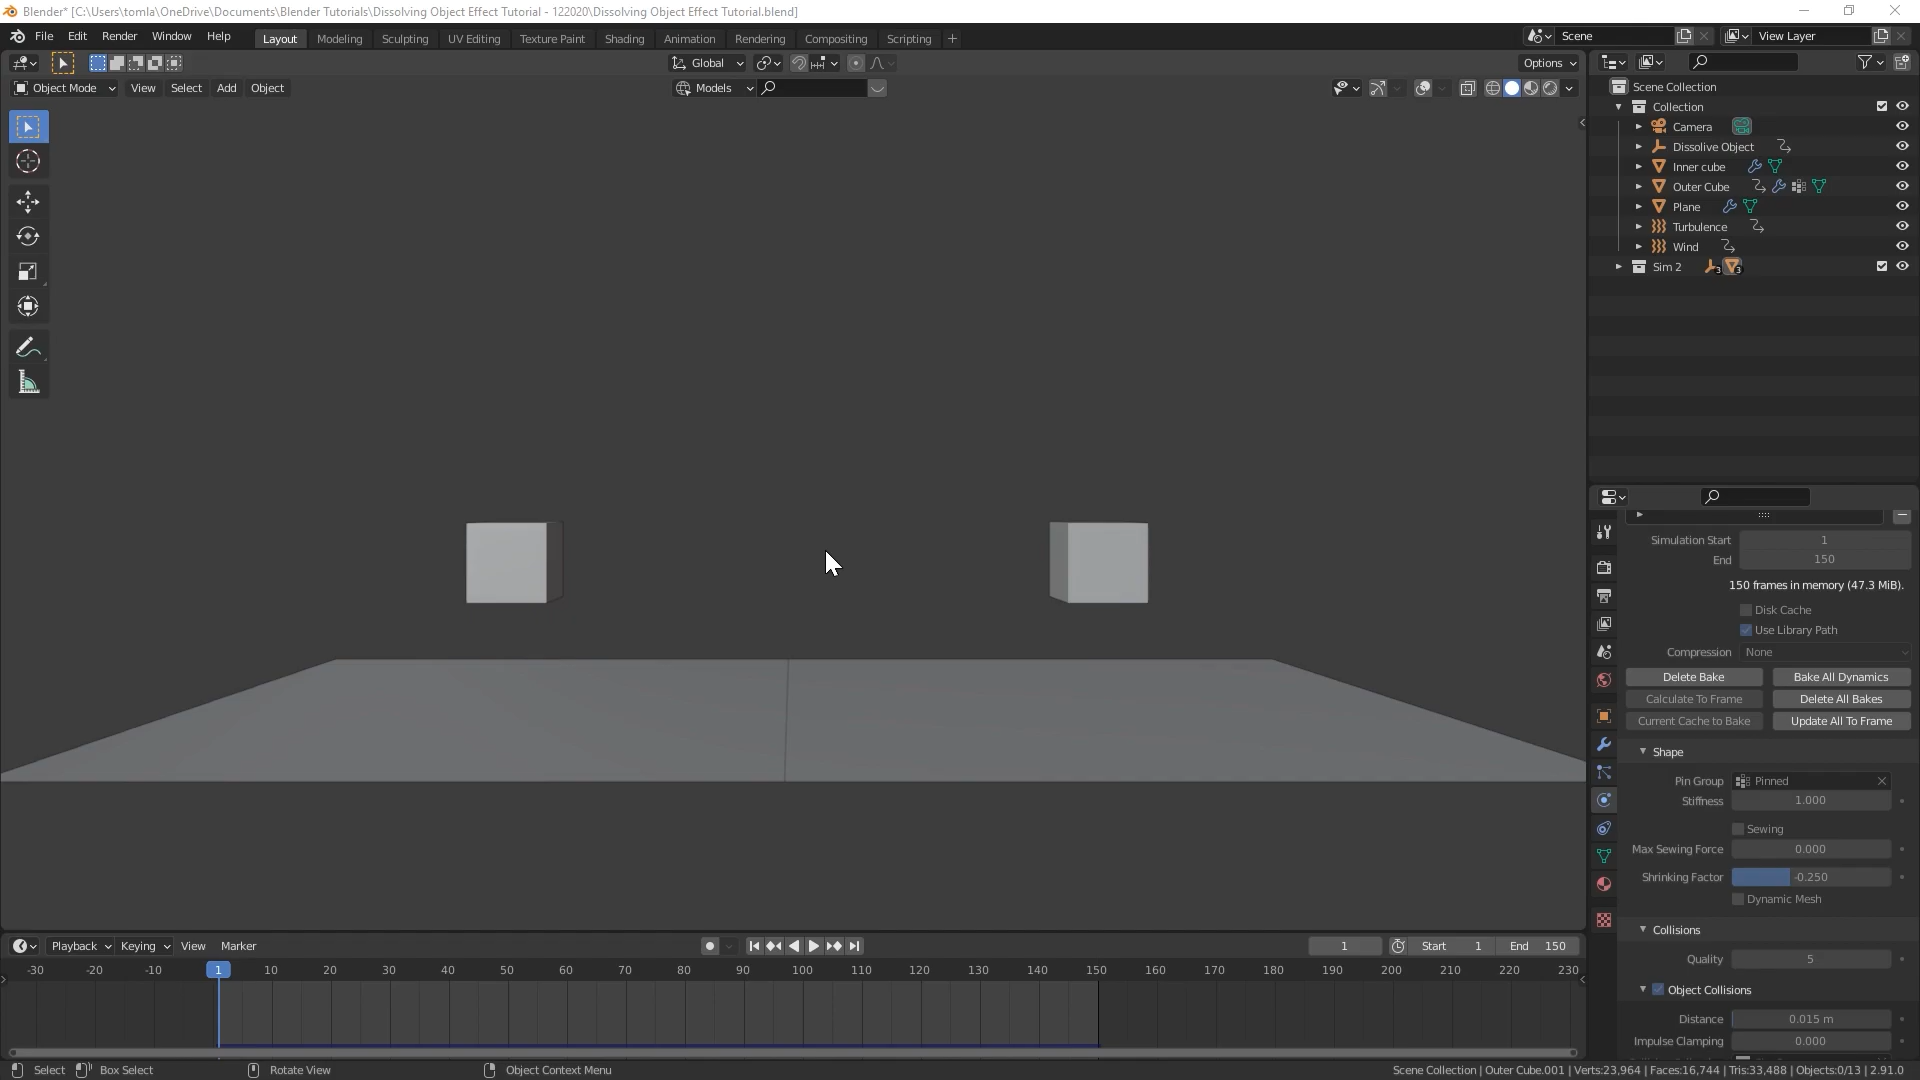 Blender* [C:\Users\tomla\OneDrive\Documents\Blender Tutorials\Dissolving Object Effect Tutorial - 122020\Dissolving Object Effect Tutorial.blend]
File Edit Render Window Help Layout Modeling Sculpting UV Editing Texture Paint Shading Animation Rendering Compositing Scripting + Scene View Layer
Global Options
Object Mode View Select Add Object Models
Scene Collection
Collection
Camera
Dissolive Object
Inner cube
Outer Cube
Plane
Turbulence
Wind
Sim 2 3 3
Simulation Start 1
End 150
150 frames in memory (47.3 MiB).
Disk Cache
Use Library Path
Compression None
Delete Bake Bake All Dynamics
Calculate To Frame Delete All Bakes
Current Cache to Bake Update All To Frame
Shape
Pin Group Pinned
Stiffness 1.000
Sewing
Max Sewing Force 0.000
Shrinking Factor -0.250
Dynamic Mesh
Collisions
Quality 5
Object Collisions
Distance 0.015 m
Impulse Clamping 0.000
Playback Keying View Marker 1 Start 1 End 150
-30 -20 -10 1 10 20 30 40 50 60 70 80 90 100 110 120 130 140 150 160 170 180 190 200 210 220 230
Select Box Select Rotate View Object Context Menu Scene Collection | Outer Cube.001 | Verts:23,964 | Faces:16,744 | Tris:33,488 | Objects:0/13 | 2.91.0